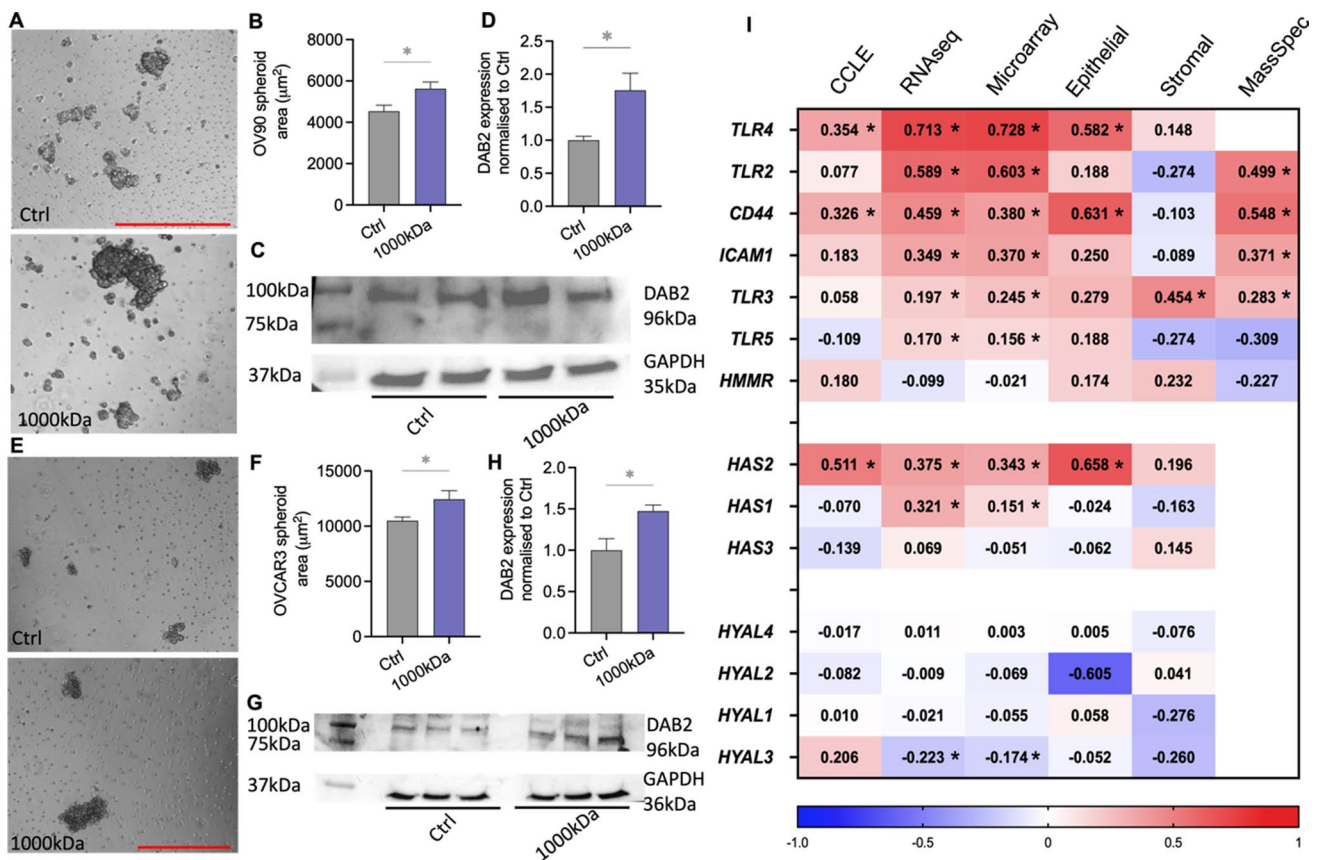 A
Ctrl
1000kDa
B
OV90 spheroid
area (µm²)
8000
6000
4000
2000
0
*
Ctrl
1000kDa
D
DAB2 expression
normalised to Ctrl
2.5
2.0
1.5
1.0
0.5
0.0
*
Ctrl
1000kDa
C
100kDa
75kDa
37kDa
DAB2
96kDa
GAPDH
35kDa
Ctrl
1000kDa
E
Ctrl
1000kDa
F
OVCAR3 spheroid
area (µm²)
15000
10000
5000
0
*
Ctrl
1000kDa
H
DAB2 expression
normalised to Ctrl
2.0
1.5
1.0
0.5
0.0
*
Ctrl
1000kDa
G
100kDa
75kDa
37kDa
DAB2
96kDa
GAPDH
36kDa
Ctrl
1000kDa
I
CCLE RNAseq Microarray Epithelial Stromal MassSpec
TLR4 0.354 * 0.713 * 0.728 * 0.582 * 0.148
TLR2 0.077 0.589 * 0.603 * 0.188 -0.274 0.499 *
CD44 0.326 * 0.459 * 0.380 * 0.631 * -0.103 0.548 *
ICAM1 0.183 0.349 * 0.370 * 0.250 -0.089 0.371 *
TLR3 0.058 0.197 * 0.245 * 0.279 0.454 * 0.283 *
TLR5 -0.109 0.170 * 0.156 * 0.188 -0.274 -0.309
HMMR 0.180 -0.099 -0.021 0.174 0.232 -0.227
HAS2 0.511 * 0.375 * 0.343 * 0.658 * 0.196
HAS1 -0.070 0.321 * 0.151 * -0.024 -0.163
HAS3 -0.139 0.069 -0.051 -0.062 0.145
HYAL4 -0.017 0.011 0.003 0.005 -0.076
HYAL2 -0.082 -0.009 -0.069 -0.605 0.041
HYAL1 0.010 -0.021 -0.055 0.058 -0.276
HYAL3 0.206 -0.223 * -0.174 * -0.052 -0.260
-1.0 -0.5 0 0.5 1